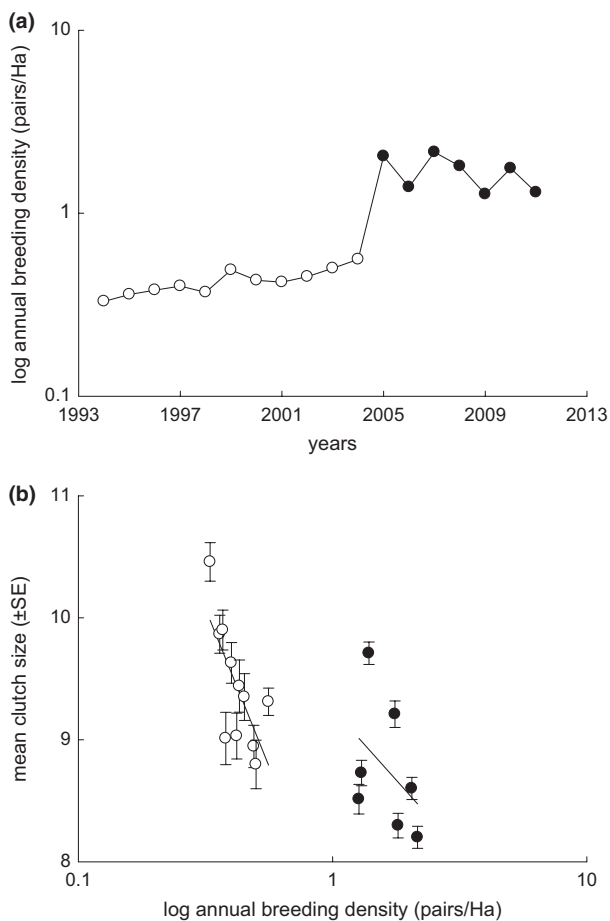 (a)
10
1
0.1
log annual breeding density (pairs/Ha)
1993 1997 2001 2005 2009 2013
years
(b)
11
10
9
8
mean clutch size (±SE)
0.1 1 10
log annual breeding density (pairs/Ha)